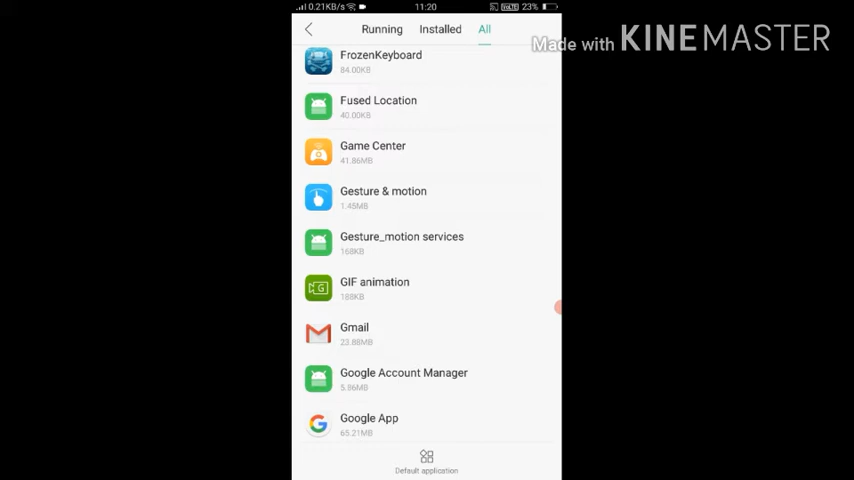 0.21KB/s 11:20 VoLTE 23%
Running Installed All
Made with KINEMASTER
FrozenKeyboard
84.00KB
Fused Location
40.00KB
Game Center
41.86MB
Gesture & motion
1.45MB
Gesture_motion services
168KB
GIF animation
188KB
Gmail
23.88MB
Google Account Manager
5.86MB
Google App
65.21MB
Default application